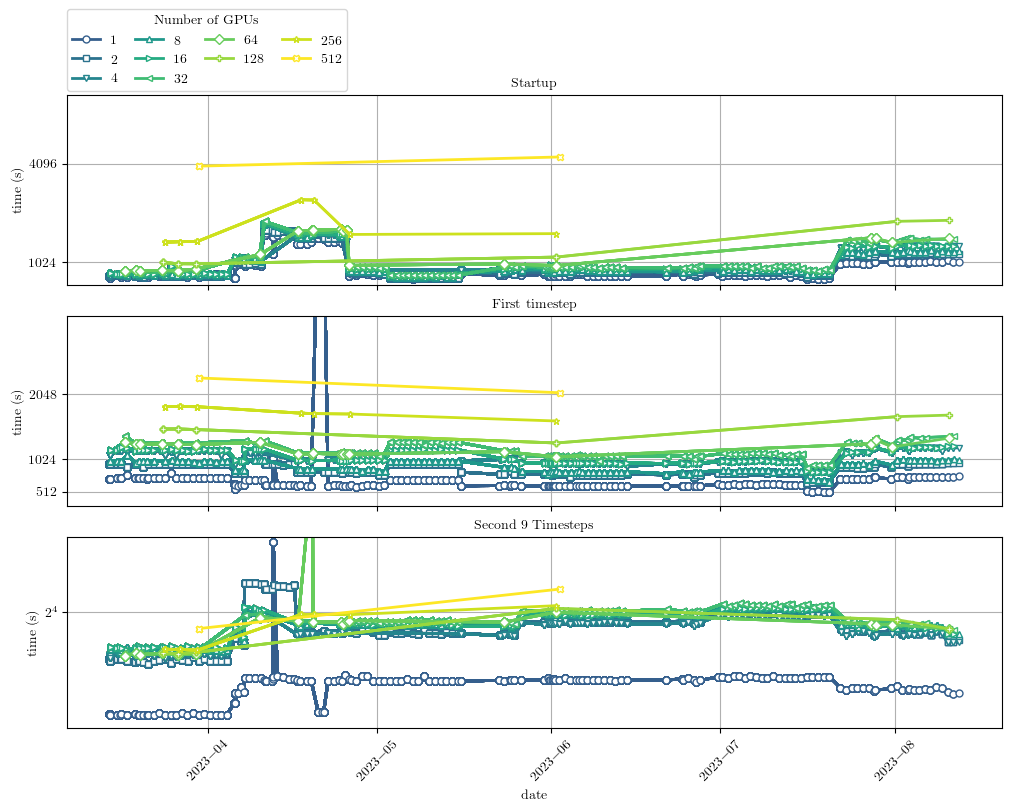 Number of GPUs
1 8 64 256
2 16 128 512
4 32
Startup
4096
1024
time (s)
First timestep
2048
1024
512
time (s)
Second 9 Timesteps
2⁴
time (s)
2023−04 2023−05 2023−06 2023−07 2023−08
date